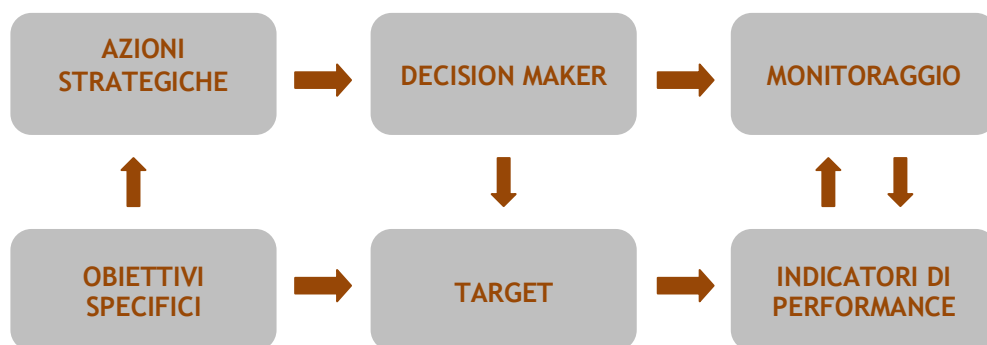 AZIONI
STRATEGICHE
DECISION MAKER
MONITORAGGIO
OBIETTIVI
SPECIFICI
TARGET
INDICATORI DI
PERFORMANCE